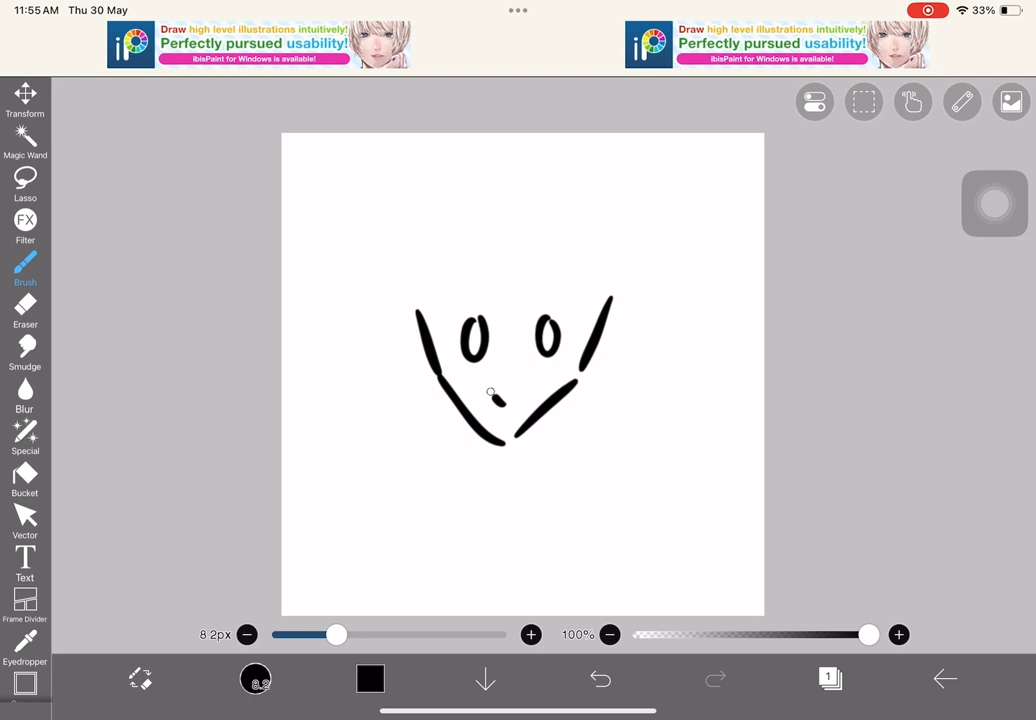 11:55 AM Thu 30 May
33%
Draw high level illustrations intuitively!
Perfectly pursued usability!
ibisPaint for Windows is available!
Draw high level illustrations intuitively!
Perfectly pursued usability!
ibisPaint for Windows is available!
Transform
Magic Wand
Lasso
FX
Filter
Brush
Eraser
Smudge
Blur
Special
Bucket
Vector
T
Text
Frame Divider
Eyedropper
8.2px
100%
8.2
1